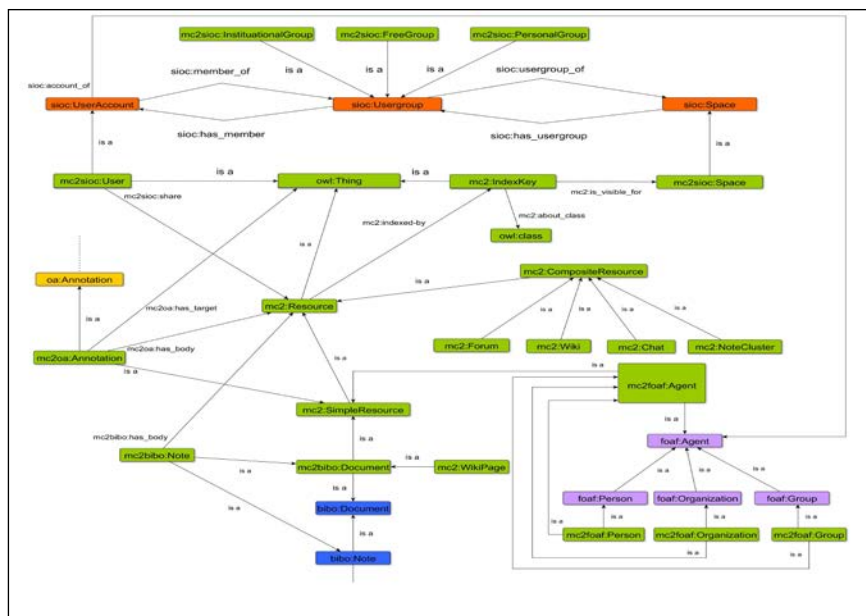 mc2sioc:InstituationalGroup
mc2sioc:FreeGroup
mc2sioc:PersonalGroup
is a
is a
is a
sioc:account_of
sioc:member_of
sioc:usergroup_of
sioc:UserAccount
sioc:Usergroup
sioc:Space
sioc:has_member
sioc:has_usergroup
is a
is a
mc2sioc:User
is a
owl:Thing
is a
mc2:IndexKey
mc2:is_visible_for
mc2sioc:Space
mc2sioc:share
mc2:about_class
mc2:indexed-by
owl:class
is a
oa:Annotation
mc2:CompositeResource
is a
mc2oa:has_target
mc2:Resource
is a
is a
is a
is a
is a
mc2oa:has_body
mc2:Forum
mc2:Wiki
mc2:Chat
mc2:NoteCluster
mc2oa:Annotation
is a
is a
is a
mc2foaf:Agent
mc2:SimpleResource
is a
mc2bibo:has_body
foaf:Agent
is a
mc2bibo:Note
is a
mc2bibo:Document
is a
mc2:WikiPage
is a
is a
is a
is a
foaf:Person
foaf:Organization
foaf:Group
is a
bibo:Document
is a
is a
is a
is a
mc2foaf:Person
mc2foaf:Organization
mc2foaf:Group
is a
is a
is a
bibo:Note